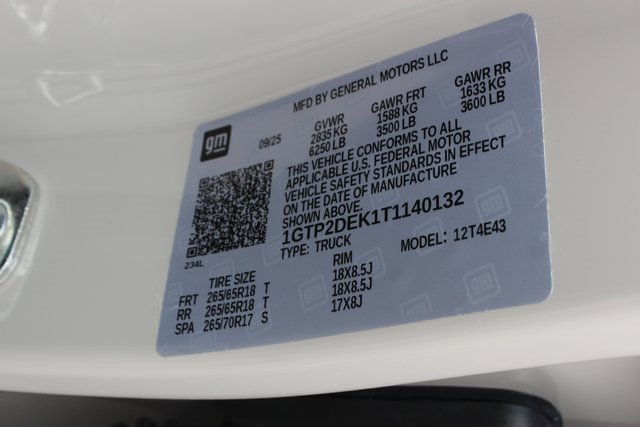 MFD BY GENERAL MOTORS LLC
gm
09/25
GVWR GAWR FRT GAWR RR
2835 KG 1588 KG 1633 KG
6250 LB 3500 LB 3600 LB
THIS VEHICLE CONFORMS TO ALL
APPLICABLE U.S. FEDERAL MOTOR
VEHICLE SAFETY STANDARDS IN EFFECT
ON THE DATE OF MANUFACTURE
SHOWN ABOVE.
1GTP2DEK1T1140132
TYPE: TRUCK MODEL: 12T4E43
234L
TIRE SIZE RIM
FRT 265/65R18 T 18X8.5J
RR 265/65R18 T 18X8.5J
SPA 265/70R17 S 17X8J